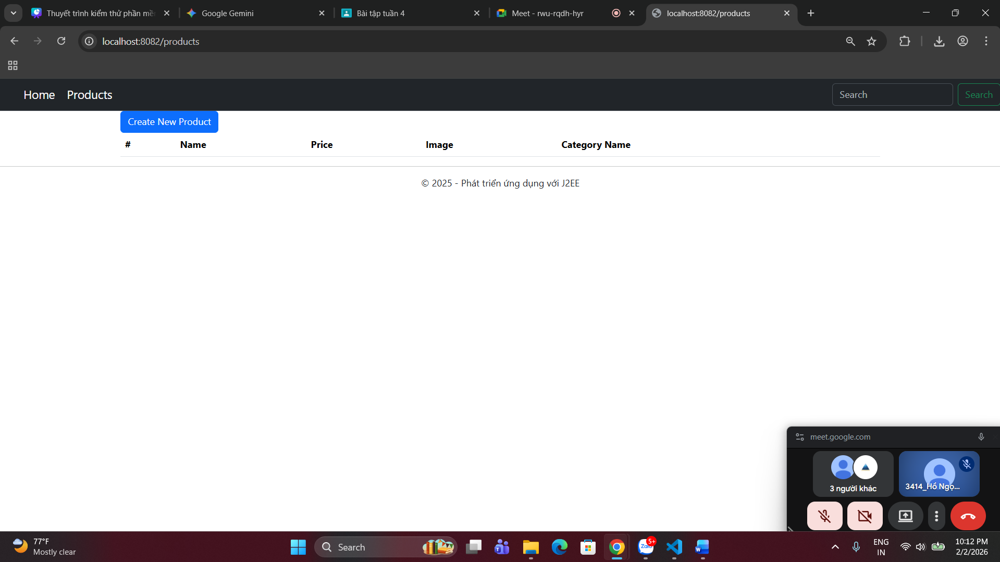 Thuyết trình kiểm thử phần mề
Google Gemini
Bài tập tuần 4
Meet - rwu-rqdh-hyr
localhost:8082/products
localhost:8082/products
Home
Products
Search
Search
Create New Product
# Name Price Image Category Name
© 2025 - Phát triển ứng dụng với J2EE
meet.google.com
3 người khác
3414_Hồ Ngọ...
77°F
Mostly clear
Search
Zalo
5+
ENG
IN
10:12 PM
2/2/2026